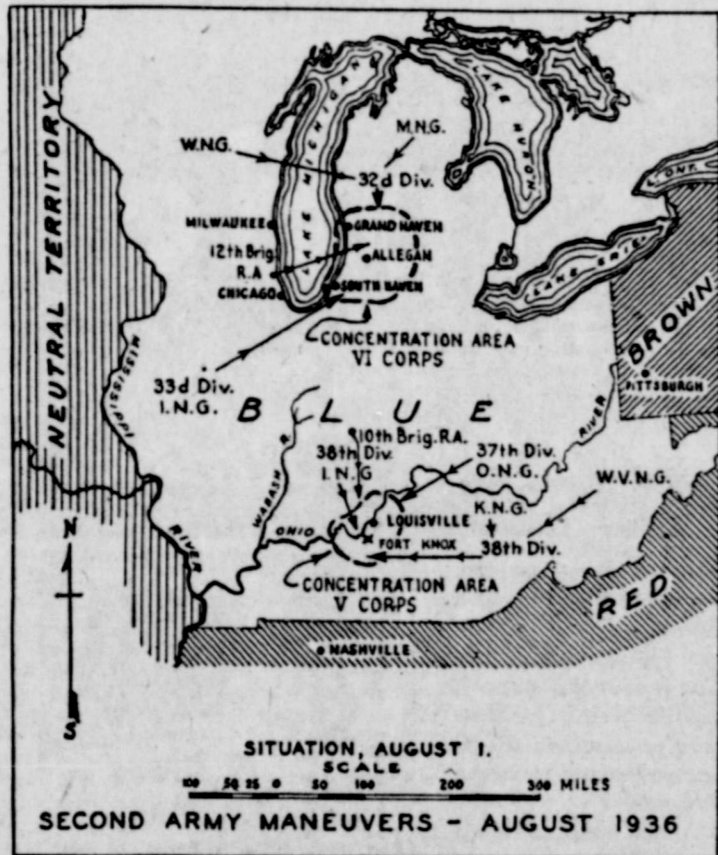 LAKE MICHIGAN
LAKE HURON
M.N.G.
W.N.G.
32d Div.
L. ONT.
MILWAUKEE
GRAND HAVEN
12th Brig.
R.A
ALLEGAN
CHICAGO
SOUTH HAVEN
LAKE ERIE
NEUTRAL TERRITORY
CONCENTRATION AREA
VI CORPS
BROWN
PITTSBURGH
MISSISSIPPI
RIVER
33d Div.
I.N.G.
BLUE
WABASH R.
10th Brig. R.A.
38th Div.
I.N.G
37th Div.
O.N.G.
RIVER
W.V.N.G.
K.N.G.
LOUISVILLE
OHIO
FORT KNOX
38th Div.
CONCENTRATION AREA
V CORPS
RED
NASHVILLE
N
S
SITUATION, AUGUST 1.
SCALE
100 50 25 0 50 100 200 300 MILES
SECOND ARMY MANEUVERS - AUGUST 1936